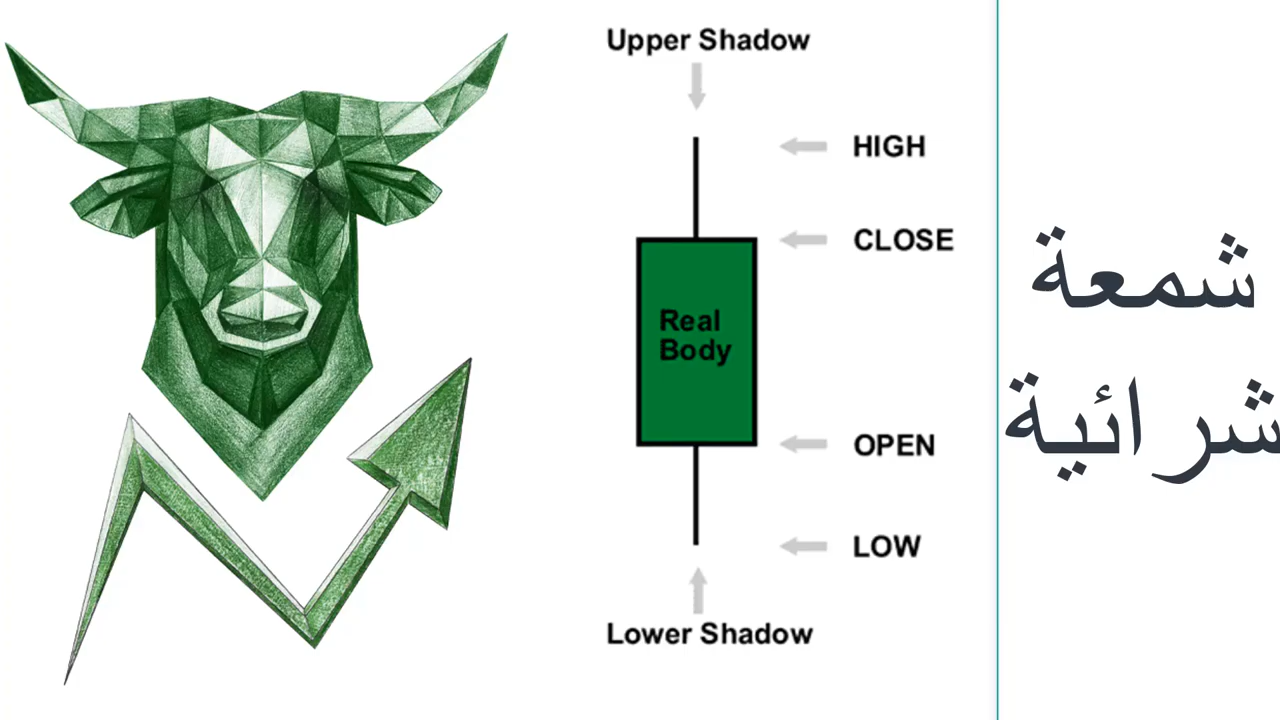 Upper Shadow
HIGH
CLOSE
Real
Body
OPEN
LOW
Lower Shadow
شمعة
شرائية